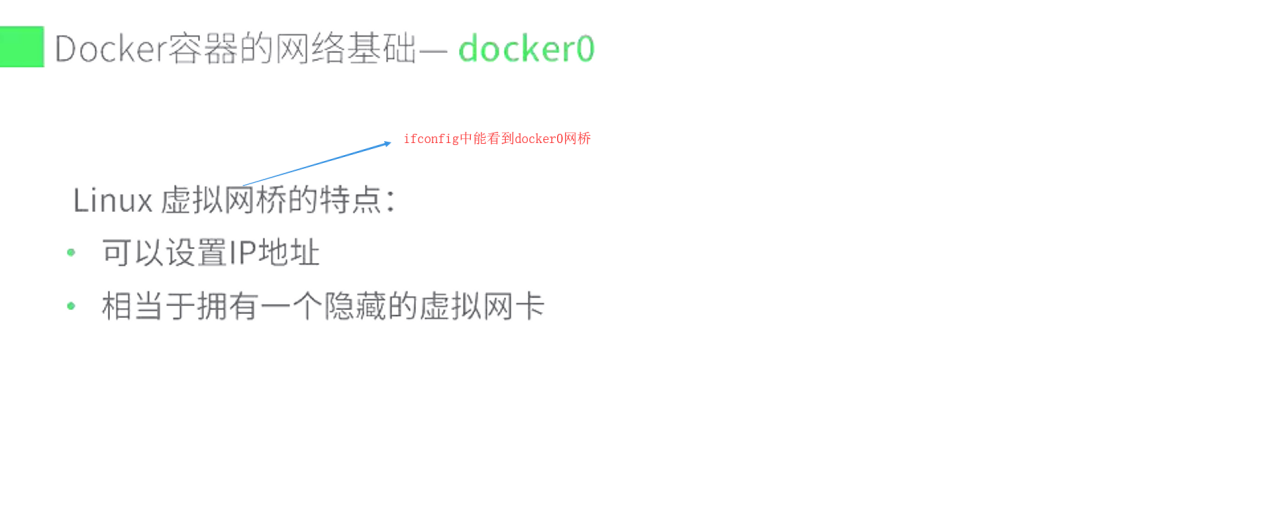 Docker容器的网络基础— docker0
ifconfig中能看到docker0网桥
Linux 虚拟网桥的特点：
• 可以设置IP地址
• 相当于拥有一个隐藏的虚拟网卡